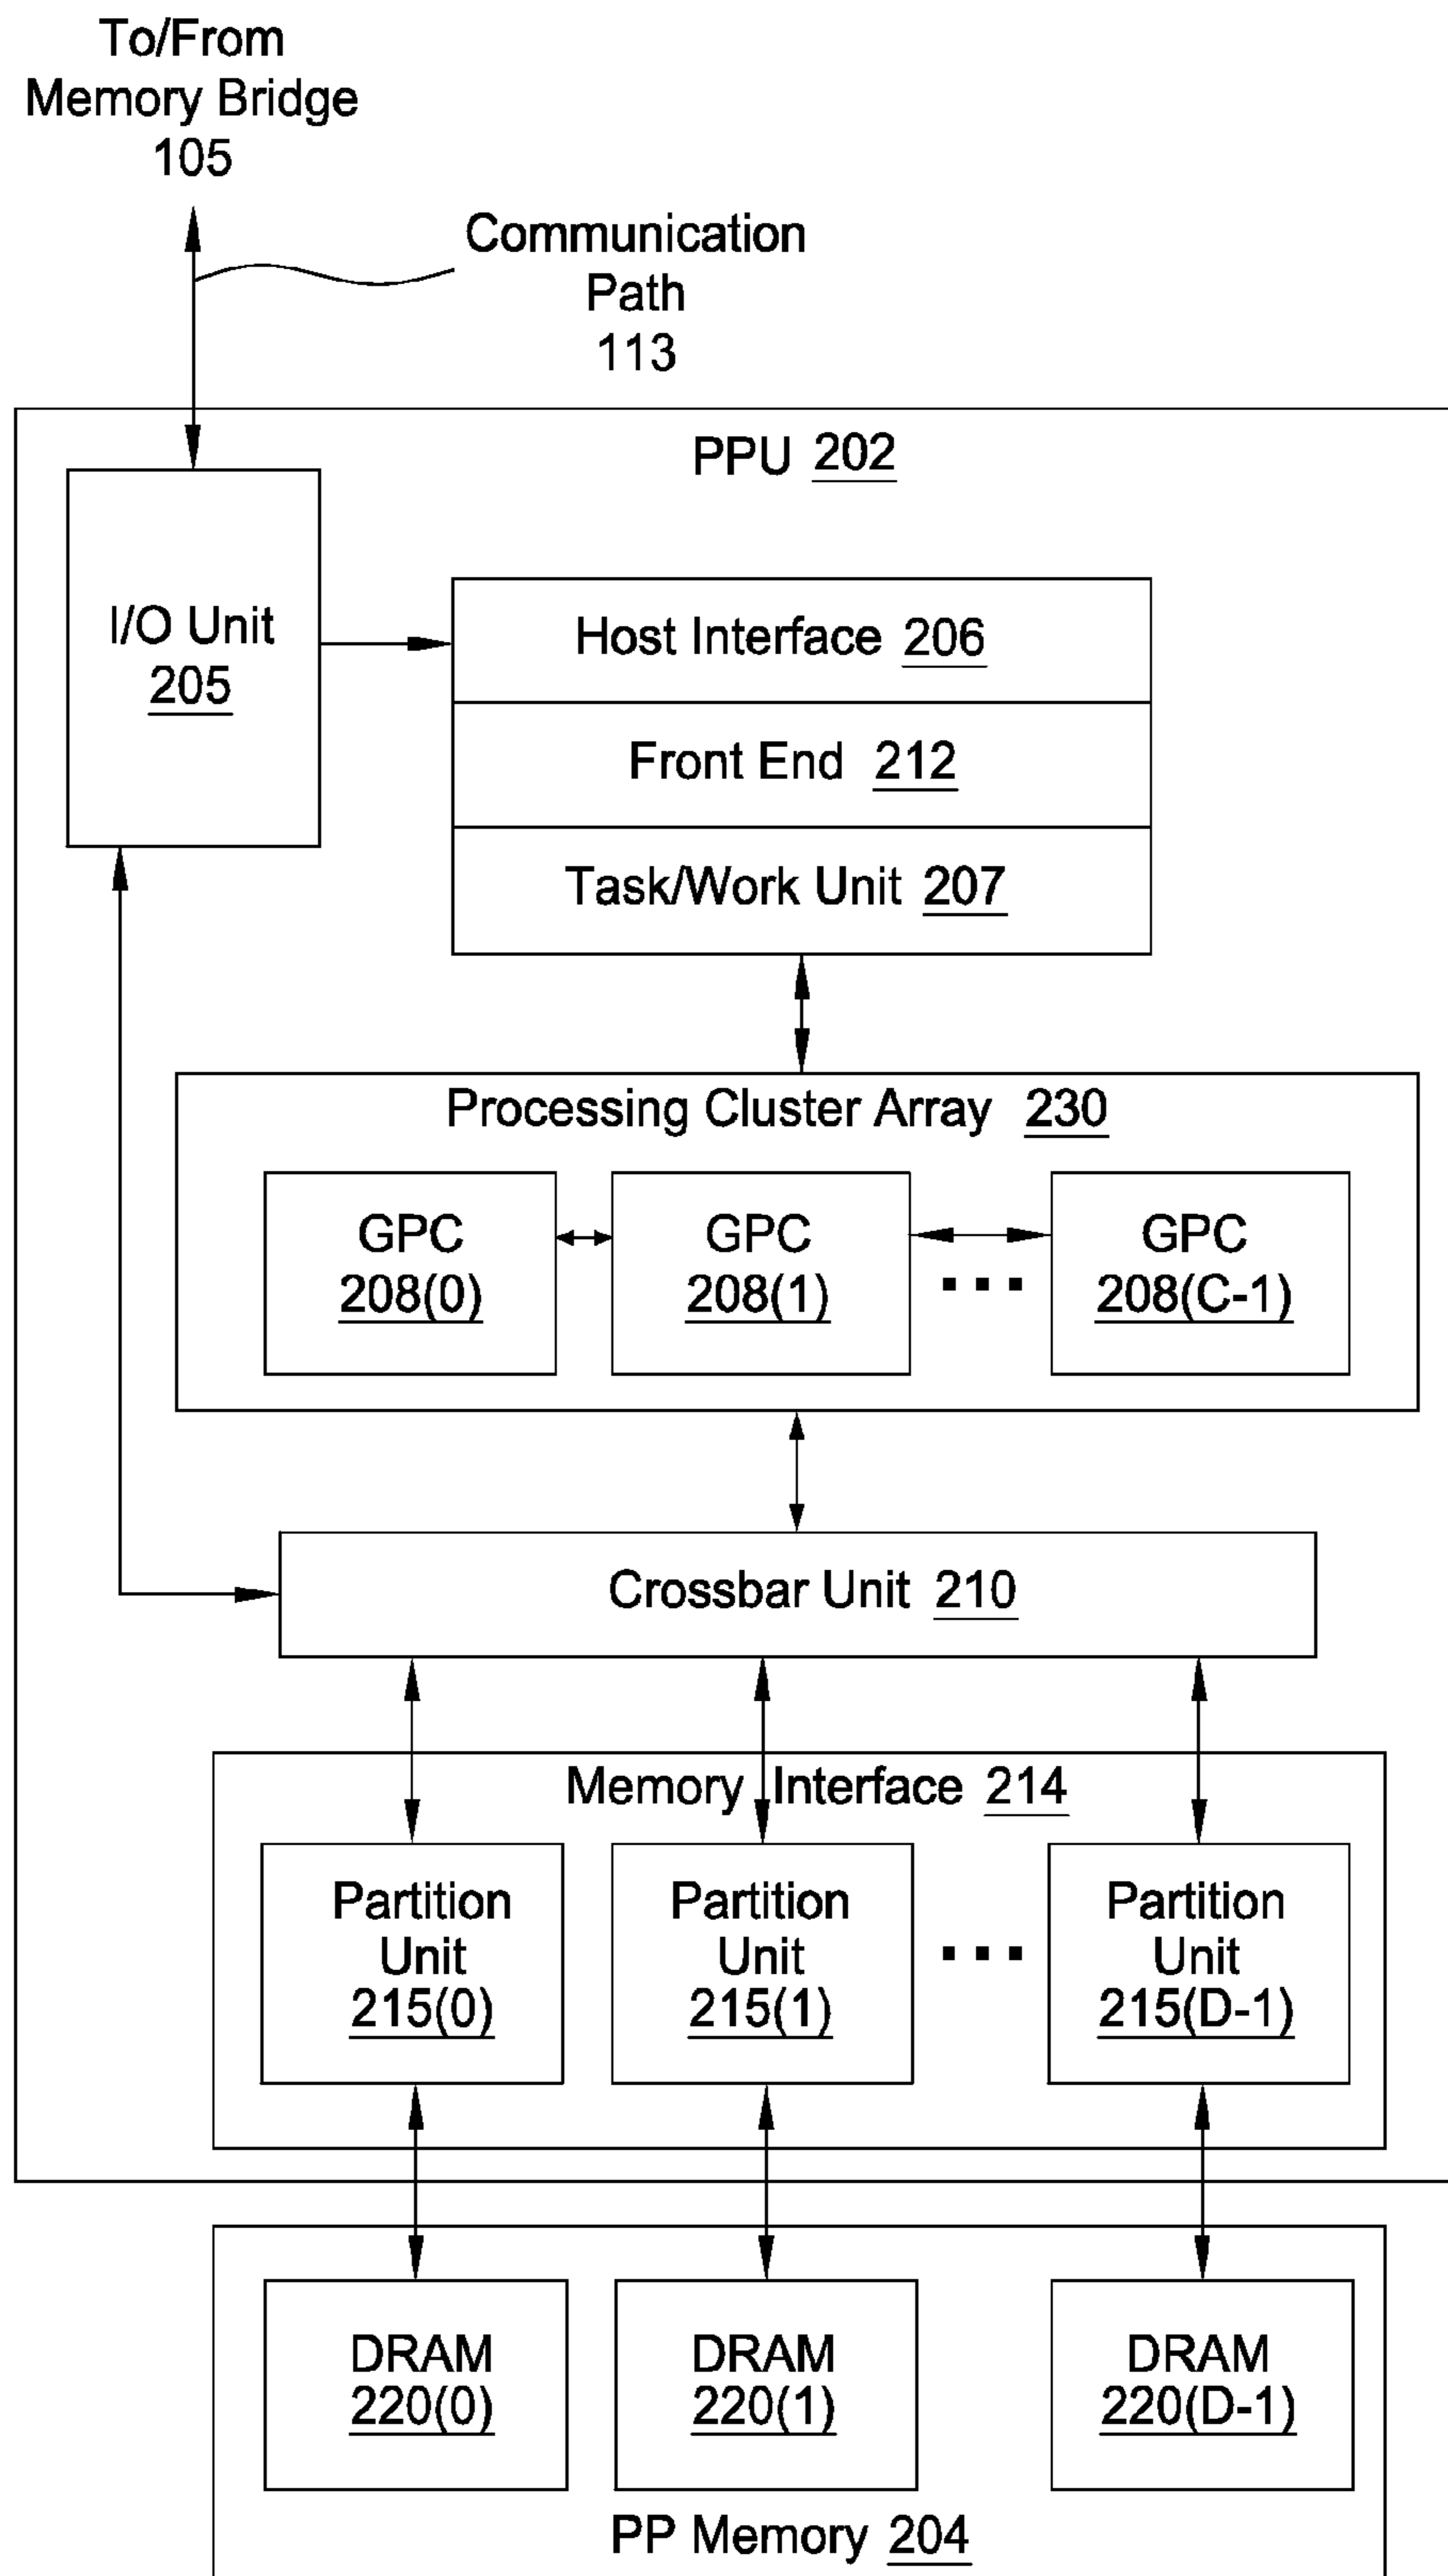 To/From
Memory Bridge
105
Communication
Path
113
PPU 202
I/O Unit
205
Host Interface 206
Front End 212
Task/Work Unit 207
Processing Cluster Array 230
GPC
208(0)
GPC
208(1)
GPC
208(C-1)
Crossbar Unit 210
Memory Interface 214
Partition
Unit
215(0)
Partition
Unit
215(1)
Partition
Unit
215(D-1)
DRAM
220(0)
DRAM
220(1)
DRAM
220(D-1)
PP Memory 204